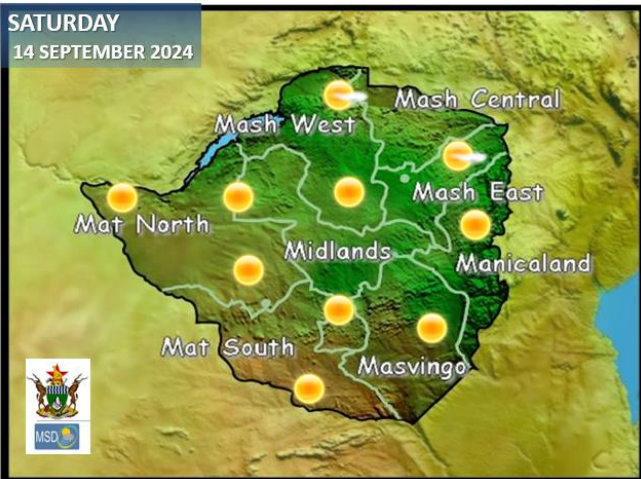 SATURDAY
14 SEPTEMBER 2024
Mash Central
Mash West
Mash East
Mat North
Midlands
Manicaland
Mat South
Masvingo
MSD